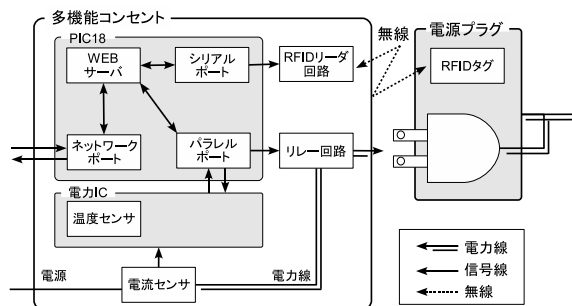 多機能コンセント
PIC18
WEB
サーバ
シリアル
ポート
RFIDリーダ
回路
無線
電源プラグ
RFIDタグ
ネットワーク
ポート
パラレル
ポート
リレー回路
電力IC
温度センサ
電源
電流センサ
電力線
電力線
信号線
無線